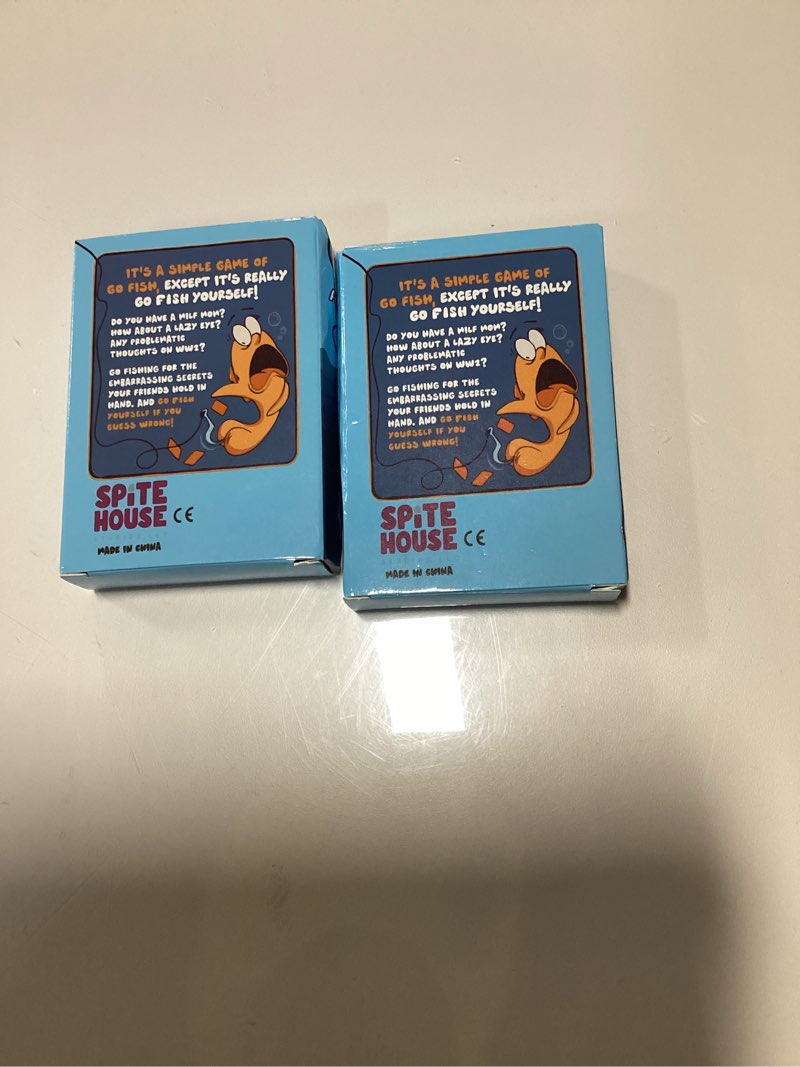 IT'S A SIMPLE GAME OF
GO FISH, EXCEPT IT'S REALLY
GO FISH YOURSELF!
DO YOU HAVE A MILF MOM?
HOW ABOUT A LAZY EYE?
ANY PROBLEMATIC
THOUGHTS ON WW2?
GO FISHING FOR THE
EMBARRASSING SECRETS
YOUR FRIENDS HOLD IN
HAND. AND GO FISH
YOURSELF IF YOU
GUESS WRONG!
SPITE
HOUSE CE
MADE IN CHINA
IT'S A SIMPLE GAME OF
GO FISH, EXCEPT IT'S REALLY
GO FISH YOURSELF!
DO YOU HAVE A MILF MOM?
HOW ABOUT A LAZY EYE?
ANY PROBLEMATIC
THOUGHTS ON WW2?
GO FISHING FOR THE
EMBARRASSING SECRETS
YOUR FRIENDS HOLD IN
HAND. AND GO FISH
YOURSELF IF YOU
GUESS WRONG!
SPITE
HOUSE CE
MADE IN CHINA